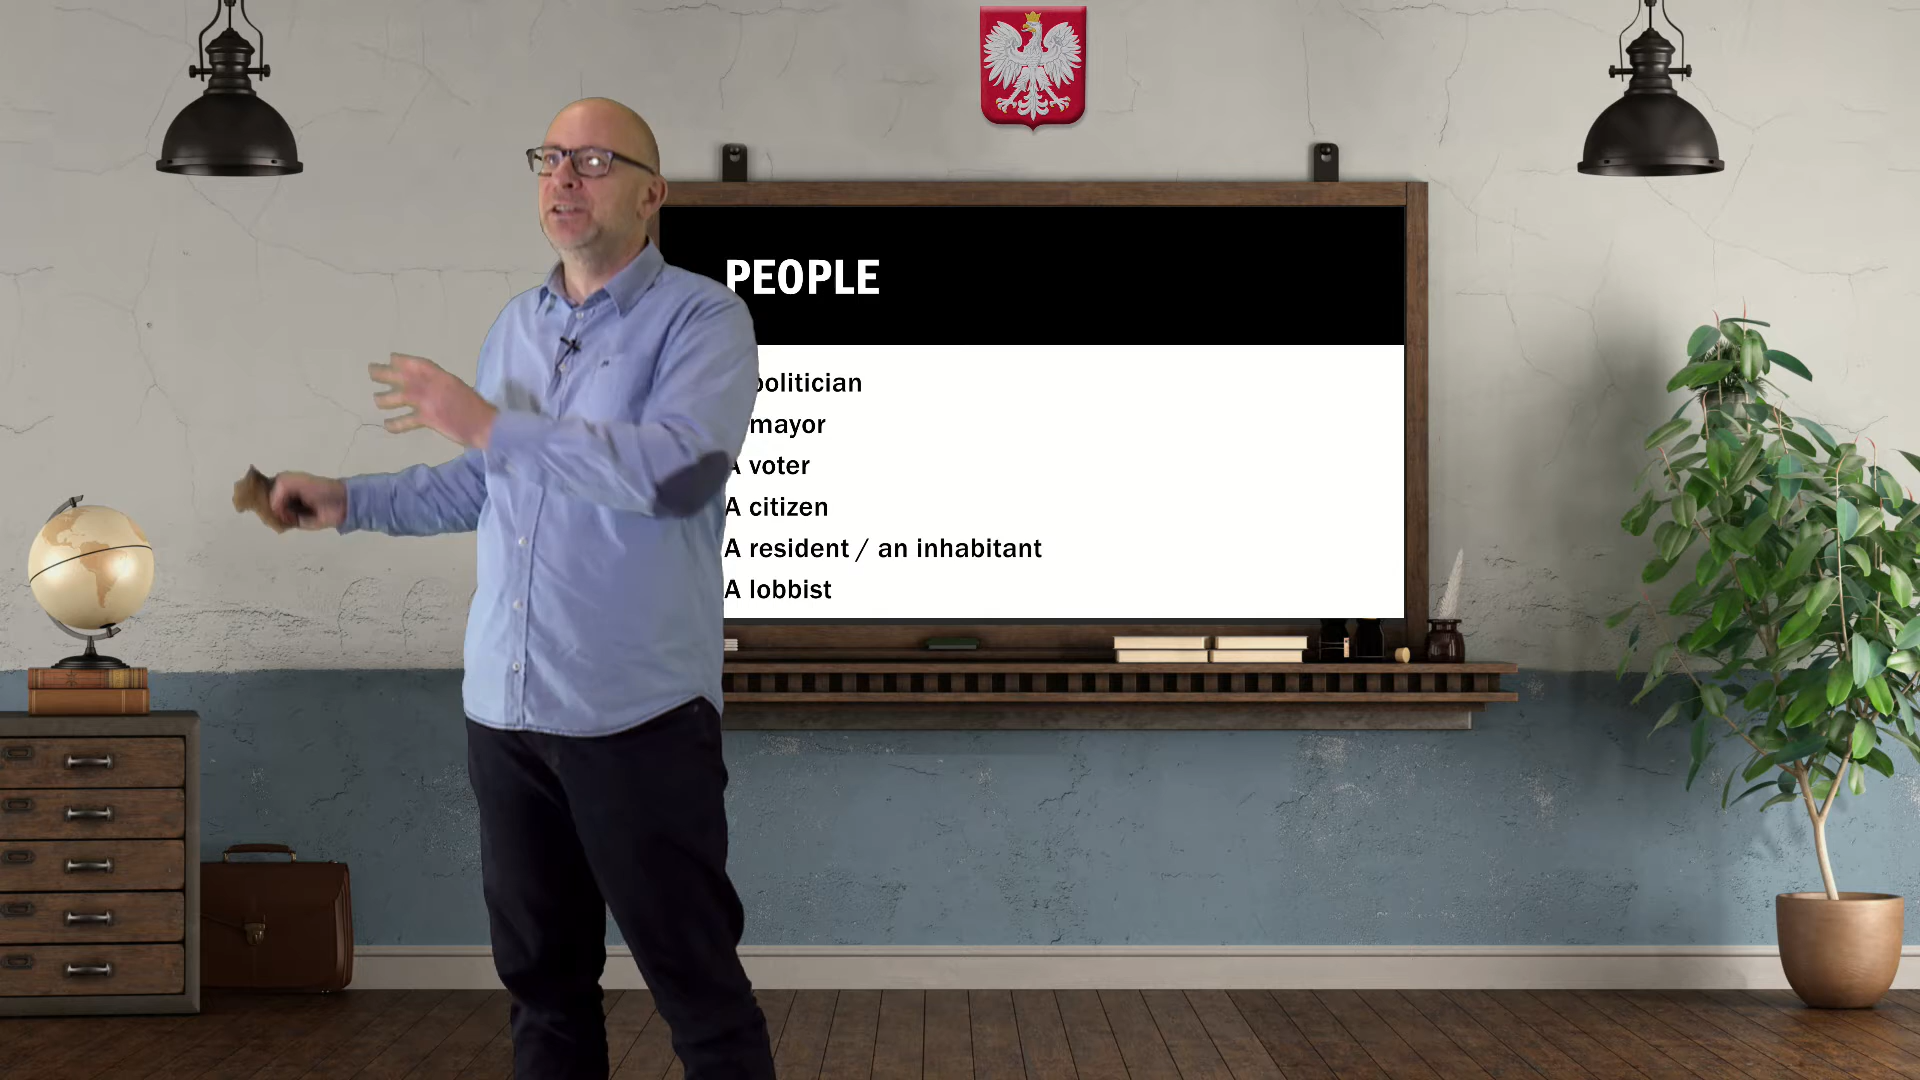 PEOPLE
politician
mayor
A voter
A citizen
A resident / an inhabitant
A lobbist